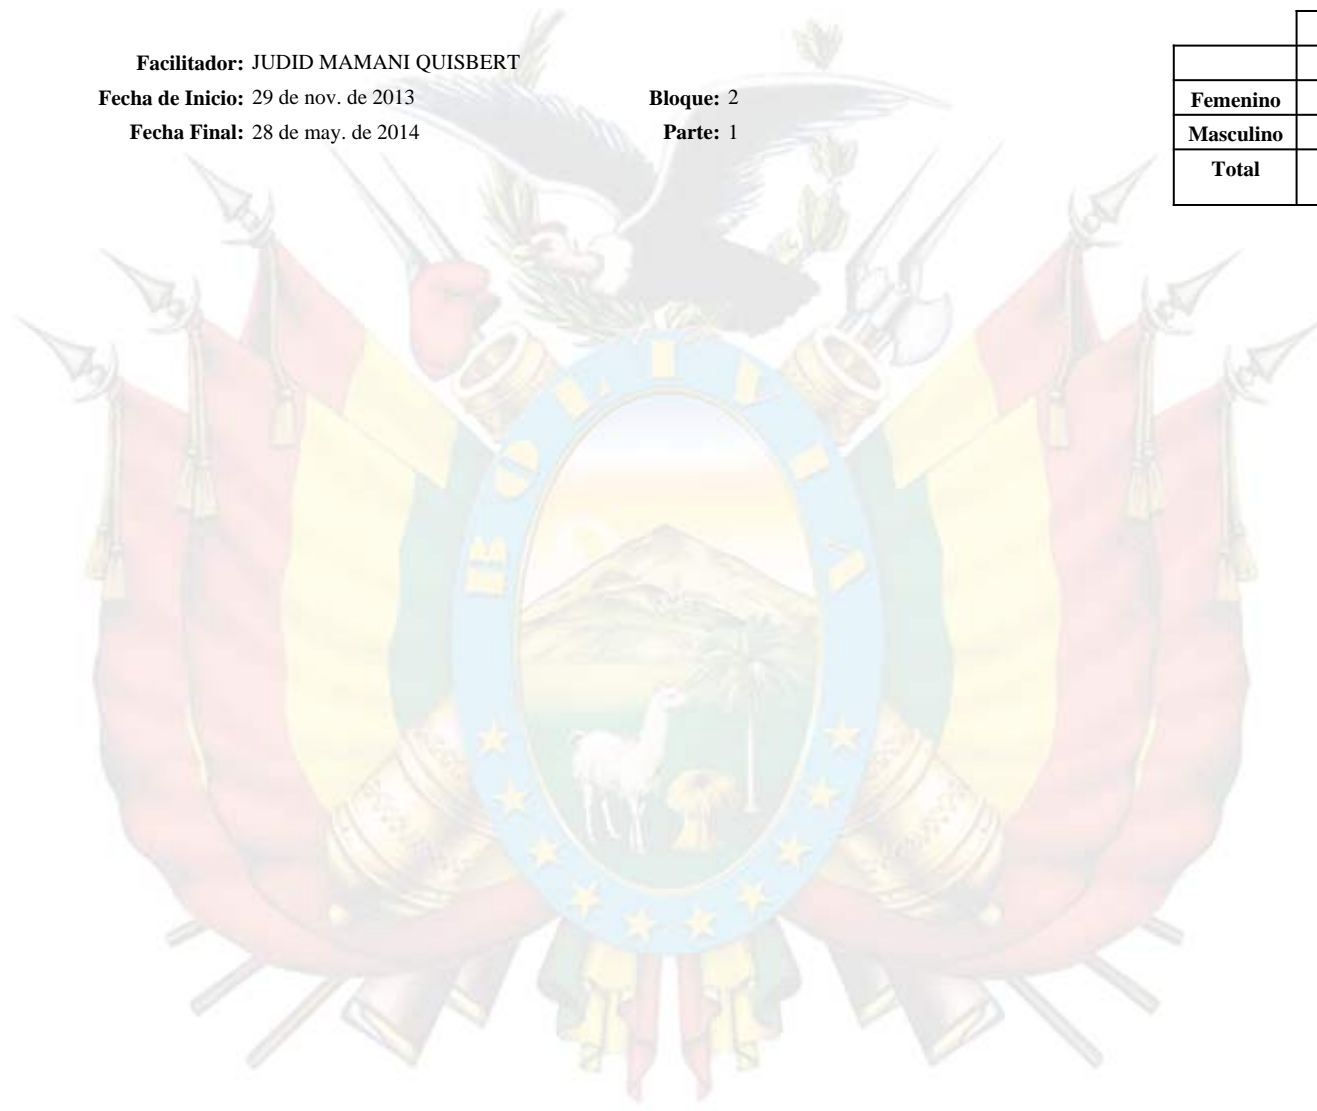 Facilitador: JUDID MAMANI QUISBERT
Fecha de Inicio: 29 de nov. de 2013 Bloque: 2
Fecha Final: 28 de may. de 2014 Parte: 1
Femenino
Masculino
Total
BOLIVIA